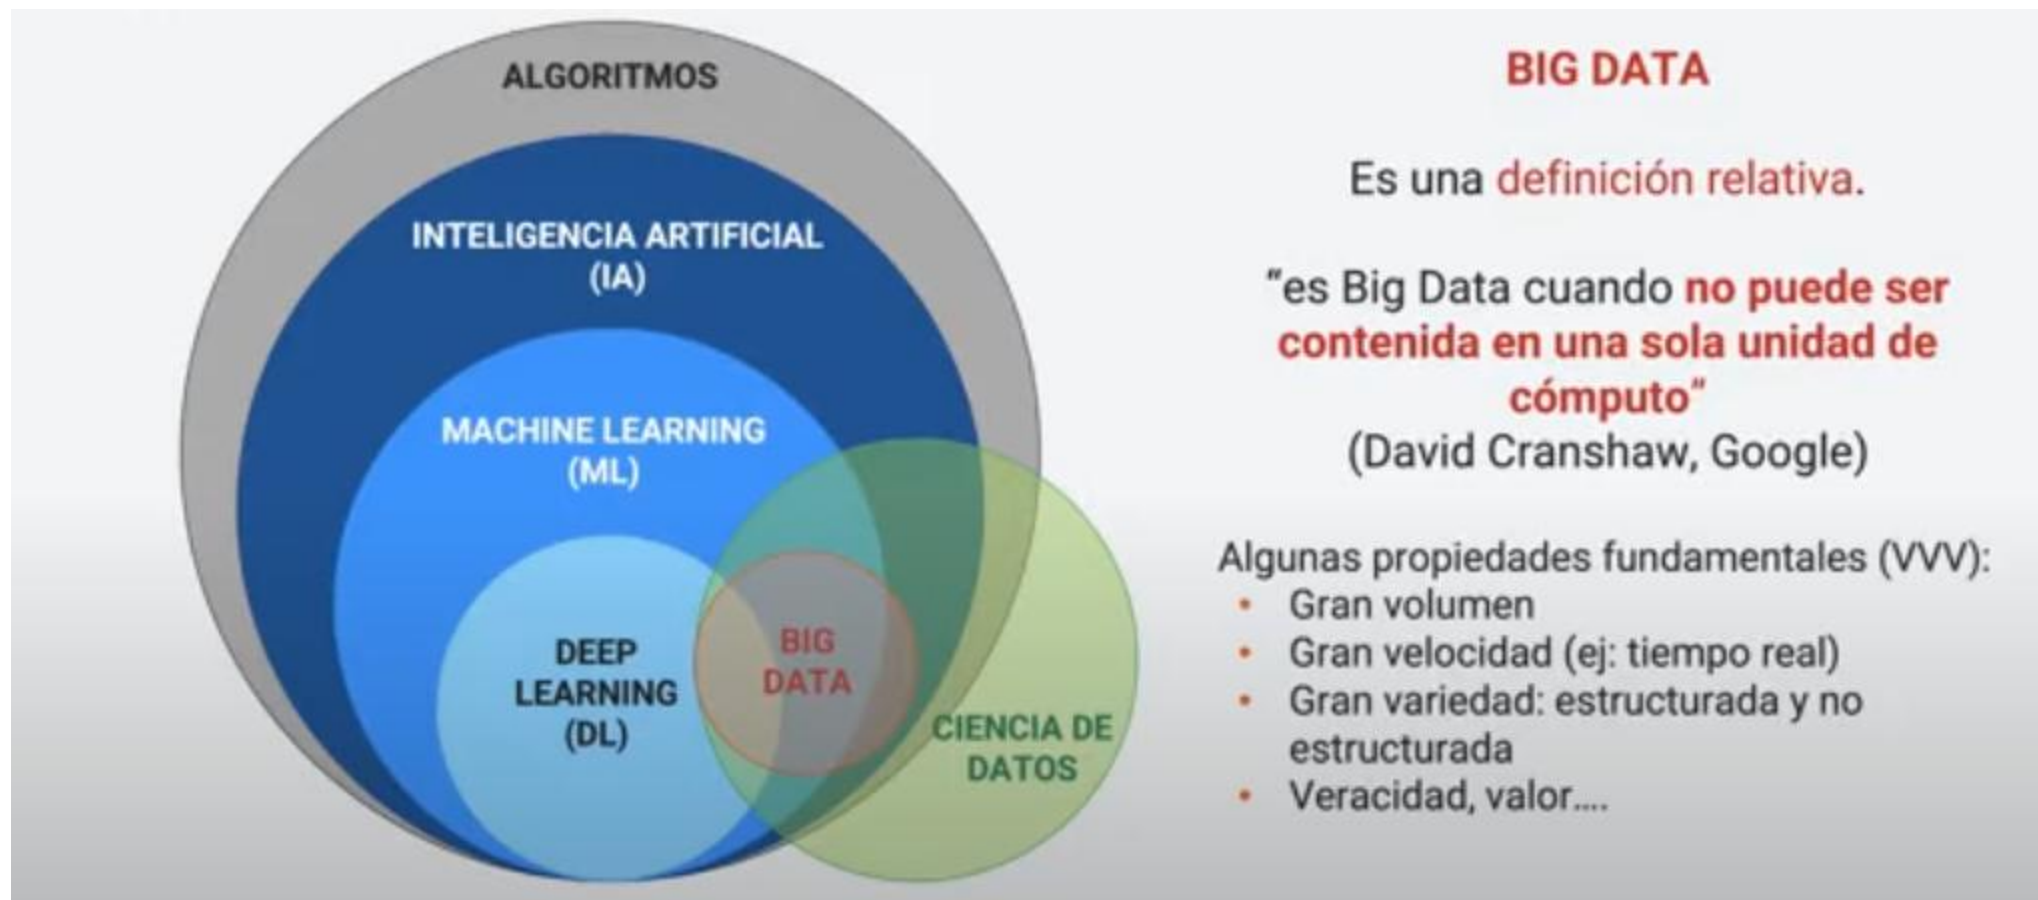 ALGORITMOS
INTELIGENCIA ARTIFICIAL
(IA)
MACHINE LEARNING
(ML)
DEEP
LEARNING
(DL)
BIG
DATA
CIENCIA DE
DATOS
BIG DATA
Es una definición relativa.
“es Big Data cuando no puede ser
contenida en una sola unidad de
cómputo“
(David Cranshaw, Google)
Algunas propiedades fundamentales (VVV):
• Gran volumen
• Gran velocidad (ej: tiempo real)
• Gran variedad: estructurada y no
estructurada
• Veracidad, valor....